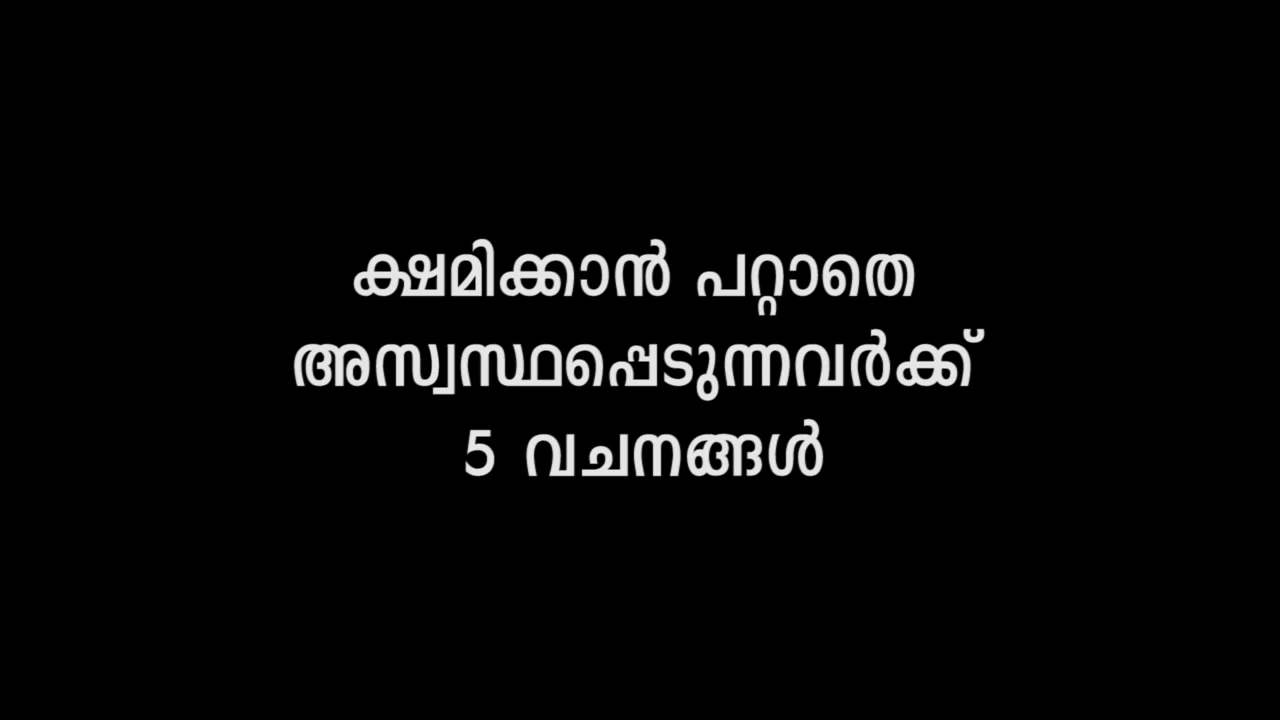 ക്ഷമിക്കാൻ പറ്റാതെ
അസ്വസ്ഥപ്പെടുന്നവർക്ക്
5 വചനങ്ങൾ